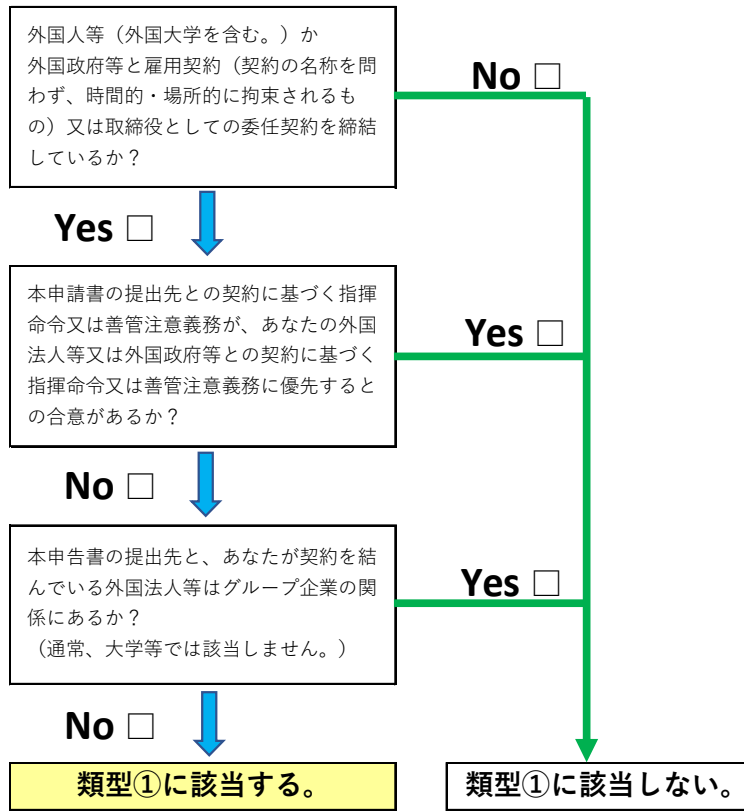 外国人等（外国大学を含む。）か
外国政府等と雇用契約（契約の名称を問
わず、時間的・場所的に拘束されるも
の）又は取締役としての委任契約を締結
しているか？
No □
Yes □
本申請書の提出先との契約に基づく指揮
命令又は善管注意義務が、あなたの外国
法人等又は外国政府等との契約に基づく
指揮命令又は善管注意義務に優先すると
の合意があるか？
Yes □
No □
本申告書の提出先と、あなたが契約を結
んでいる外国法人等はグループ企業の関
係にあるか？
（通常、大学等では該当しません。）
Yes □
No □
類型①に該当する。
類型①に該当しない。